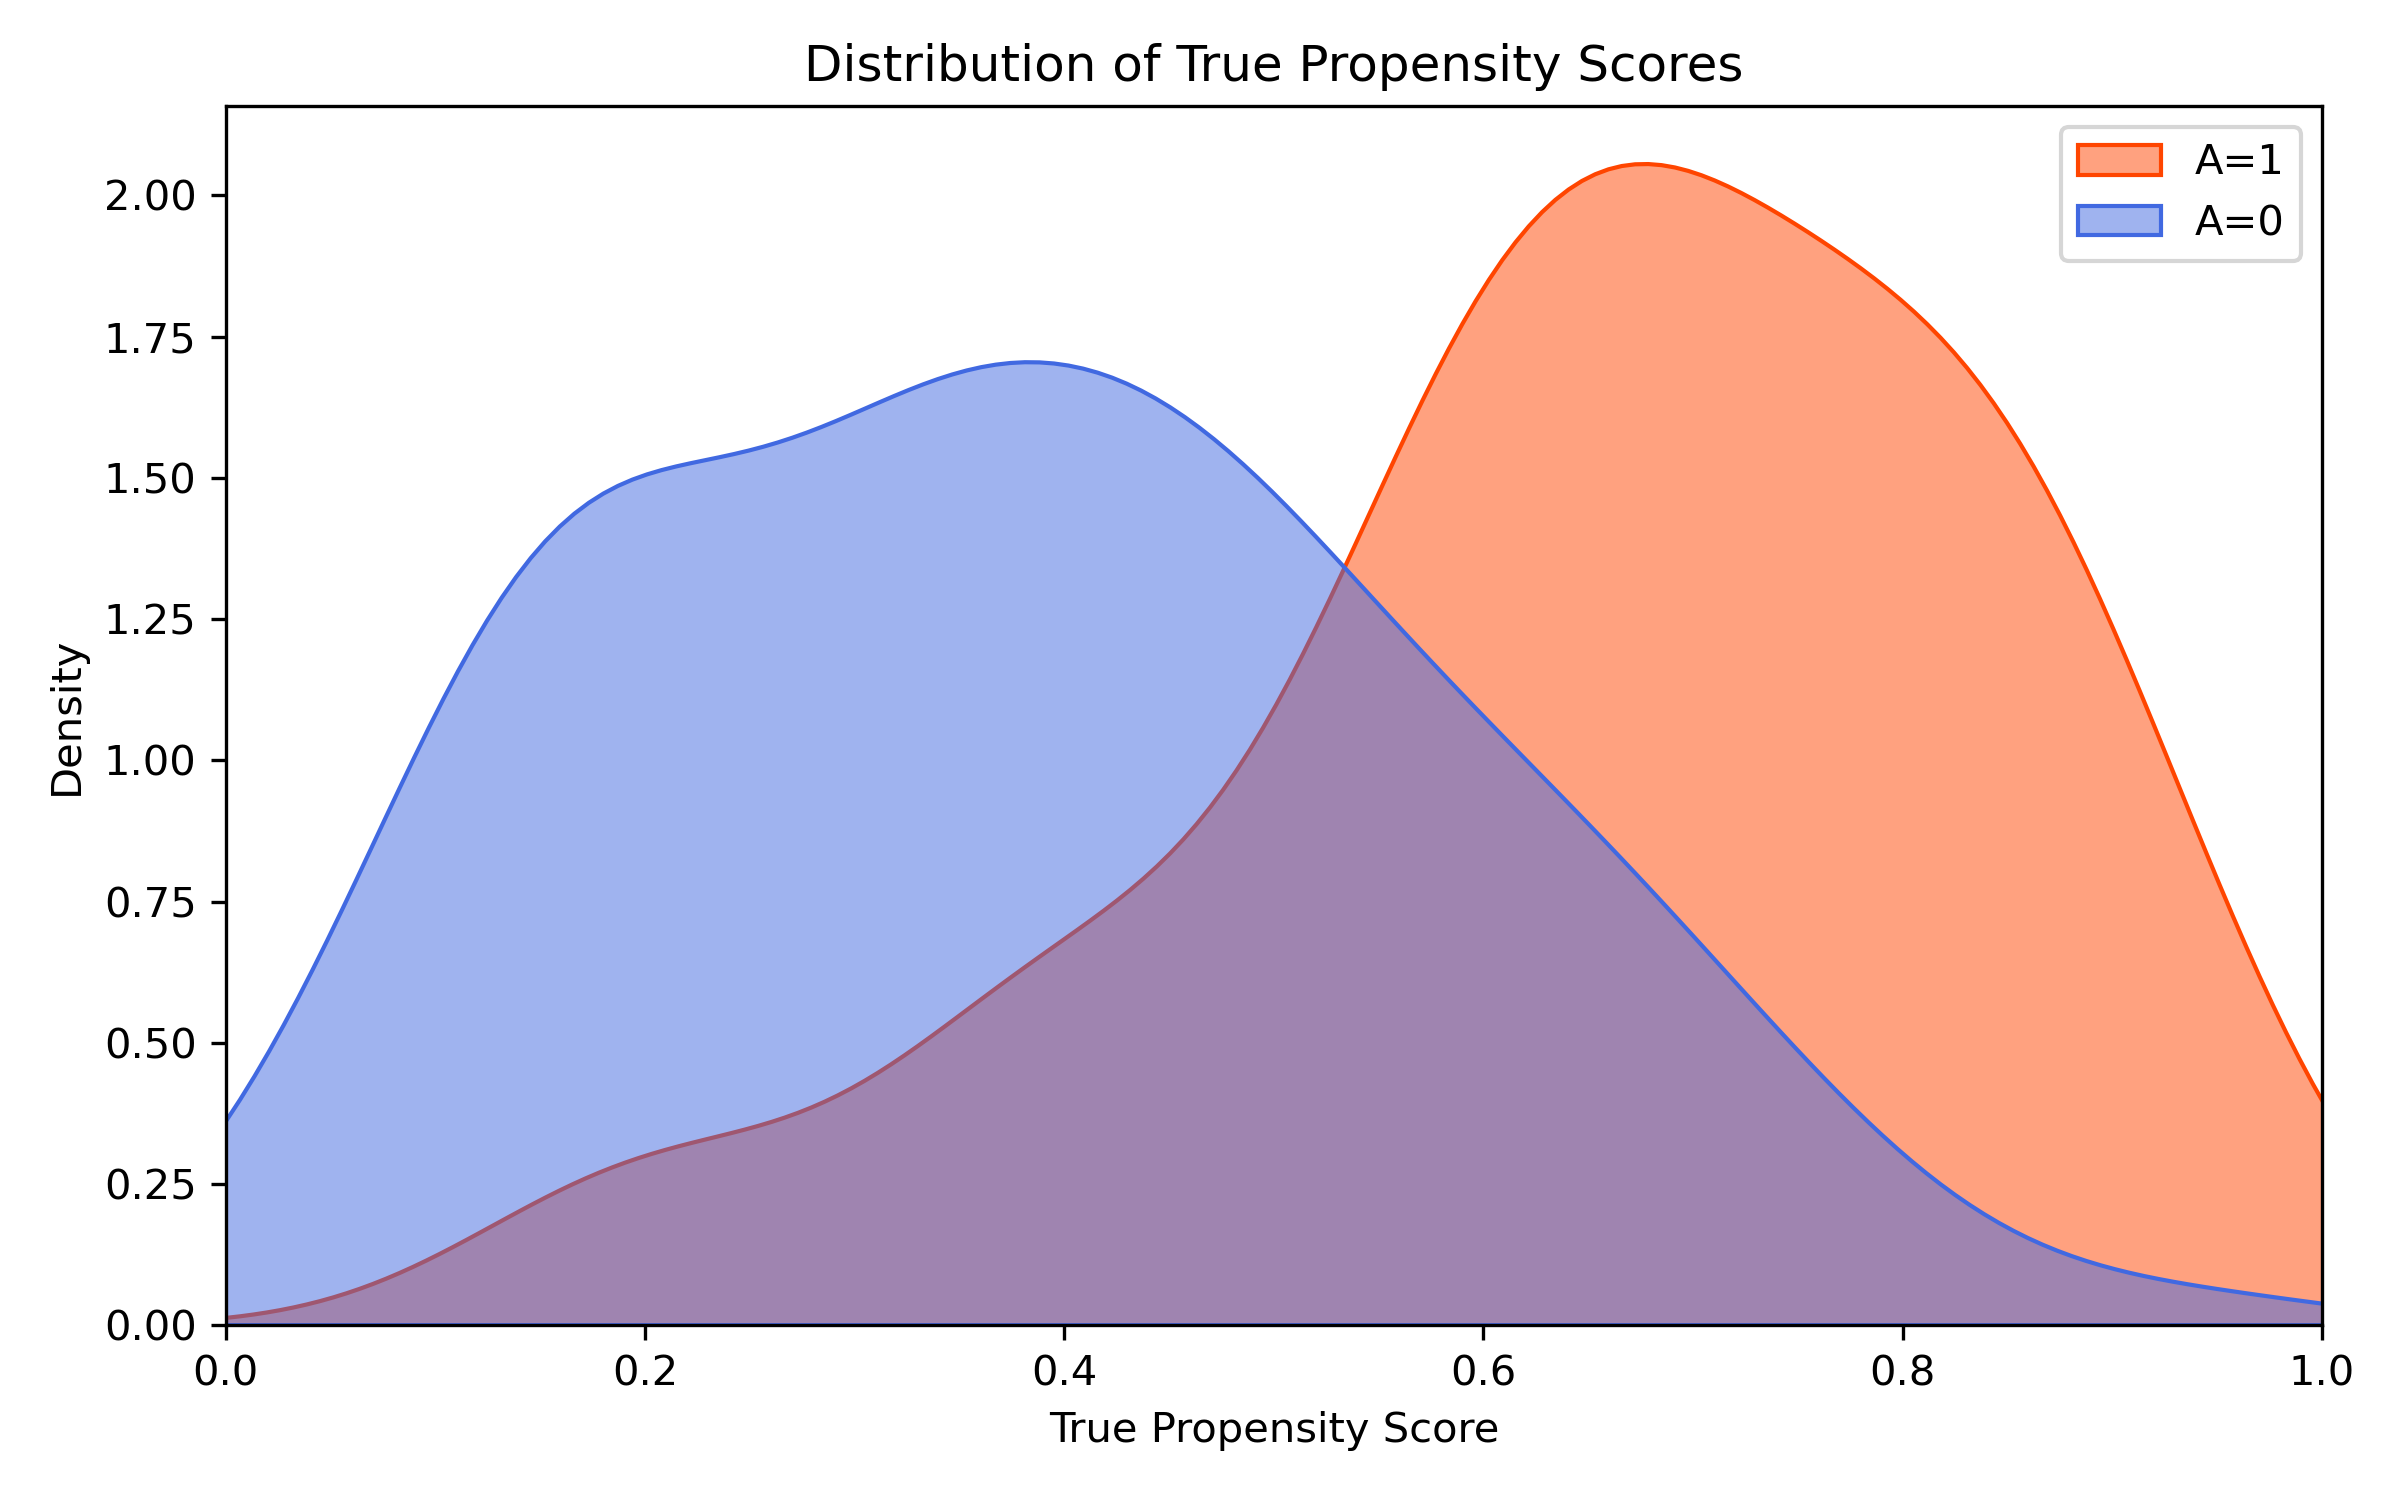 Distribution of True Propensity Scores
A=1
A=0
Density
2.00
1.75
1.50
1.25
1.00
0.75
0.50
0.25
0.00
0.0 0.2 0.4 0.6 0.8 1.0
True Propensity Score